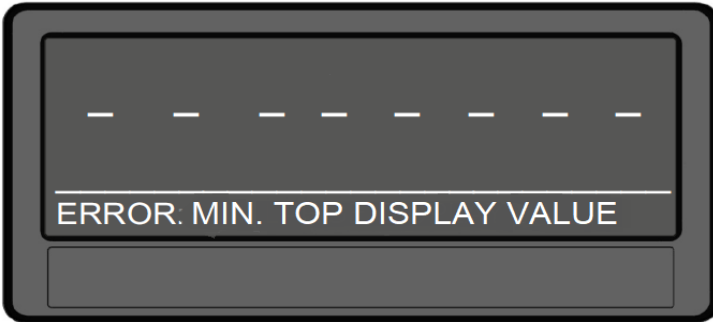 – – – – – – – –
ERROR: MIN. TOP DISPLAY VALUE